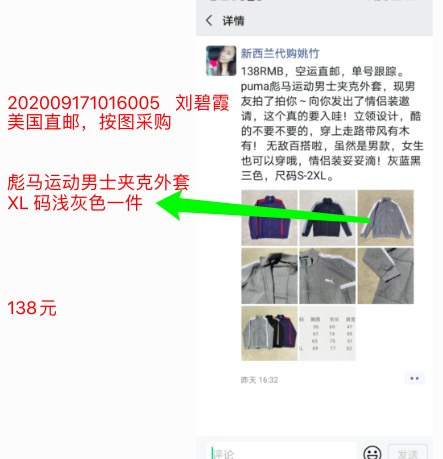 详情
新西兰代购姚竹
138RMB，空运直邮，单号跟踪。
puma彪马运动男士夹克外套，现男
友拍了拍你~向你发出了情侣装邀
请，这个真的要入哇！立领设计，酷
的不要不要的，穿上走路带风有木
有！ 无敌百搭啦，虽然是男款，女生
也可以穿哦，情侣装妥妥滴！灰蓝黑
三色，尺码S-2XL。
202009171016005 刘碧霞
美国直邮，按图采购
彪马运动男士夹克外套
XL 码浅灰色一件
138元
昨天 16:32
评论
发送